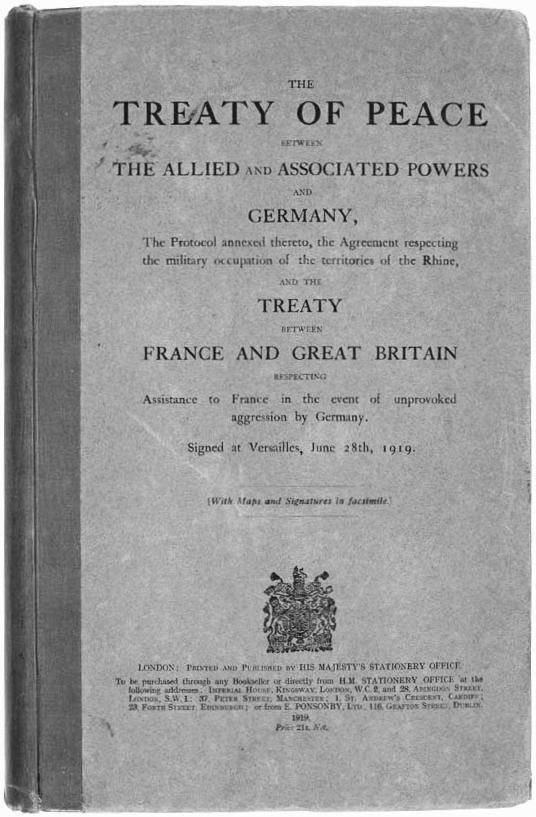 THE
TREATY OF PEACE
BETWEEN
THE ALLIED AND ASSOCIATED POWERS
AND
GERMANY,
The Protocol annexed thereto, the Agreement respecting
the military occupation of the territories of the Rhine,
AND THE
TREATY
BETWEEN
FRANCE AND GREAT BRITAIN
RESPECTING
Assistance to France in the event of unprovoked
aggression by Germany.
Signed at Versailles, June 28th, 1919.
[With Maps and Signatures in facsimile.]
LONDON: PRINTED AND PUBLISHED BY HIS MAJESTY'S STATIONERY OFFICE
To be purchased through any Bookseller or directly from H.M. STATIONERY OFFICE at the
following addresses: IMPERIAL HOUSE, KINGSWAY, LONDON, W.C. 2, and 28, ABINGDON STREET,
LONDON, S.W. 1; 37, PETER STREET, MANCHESTER; 1, ST. ANDREW'S CRESCENT, CARDIFF;
23, FORTH STREET, EDINBURGH; or from E. PONSONBY, LTD., 116, GRAFTON STREET, DUBLIN.
1919.
Price 21s. Net.